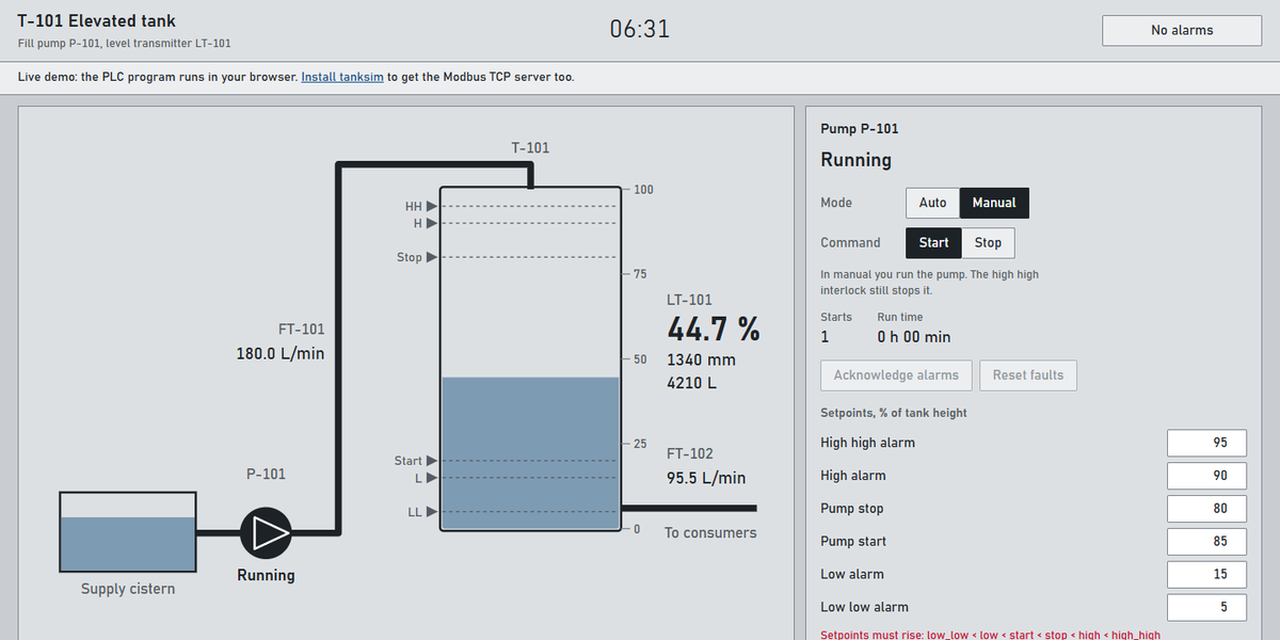 T-101 Elevated tank
Fill pump P-101, level transmitter LT-101
06:31
No alarms
Live demo: the PLC program runs in your browser. Install tanksim to get the Modbus TCP server too.
T-101
HH
H
Stop
Start
L
LL
100
75
50
25
0
FT-101
180.0 L/min
LT-101
44.7 %
1340 mm
4210 L
FT-102
95.5 L/min
To consumers
P-101
Running
Supply cistern
Pump P-101
Running
Mode Auto Manual
Command Start Stop
In manual you run the pump. The high high
interlock still stops it.
Starts Run time
1 0 h 00 min
Acknowledge alarms Reset faults
Setpoints, % of tank height
High high alarm 95
High alarm 90
Pump stop 80
Pump start 85
Low alarm 15
Low low alarm 5
Setpoints must rise: low_low < low < start < stop < high < high_high